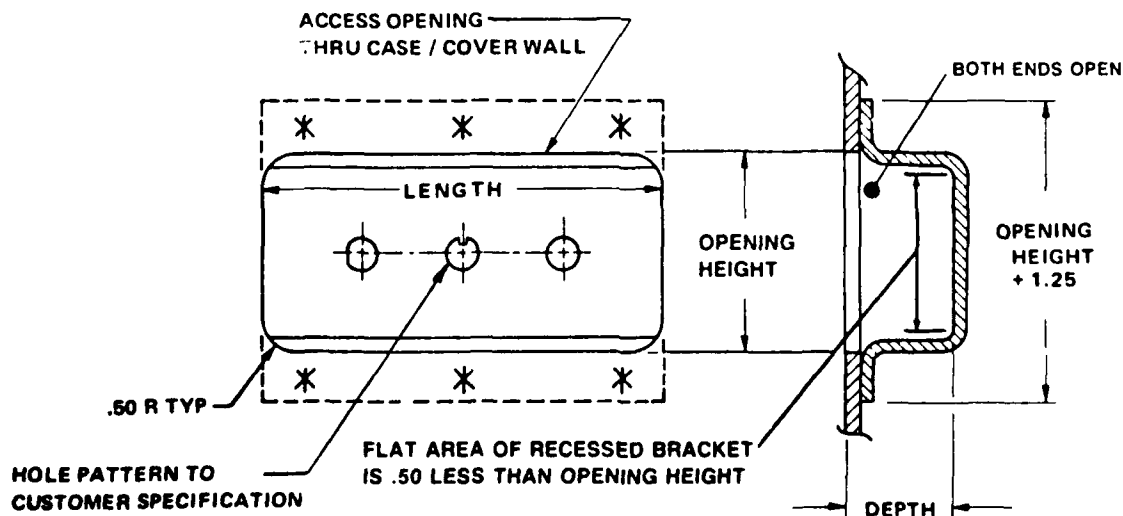 ACCESS OPENING
THRU CASE / COVER WALL
BOTH ENDS OPEN
LENGTH
OPENING
HEIGHT
OPENING
HEIGHT
+ 1.25
.50 R TYP
FLAT AREA OF RECESSED BRACKET
IS .50 LESS THAN OPENING HEIGHT
HOLE PATTERN TO
CUSTOMER SPECIFICATION
DEPTH